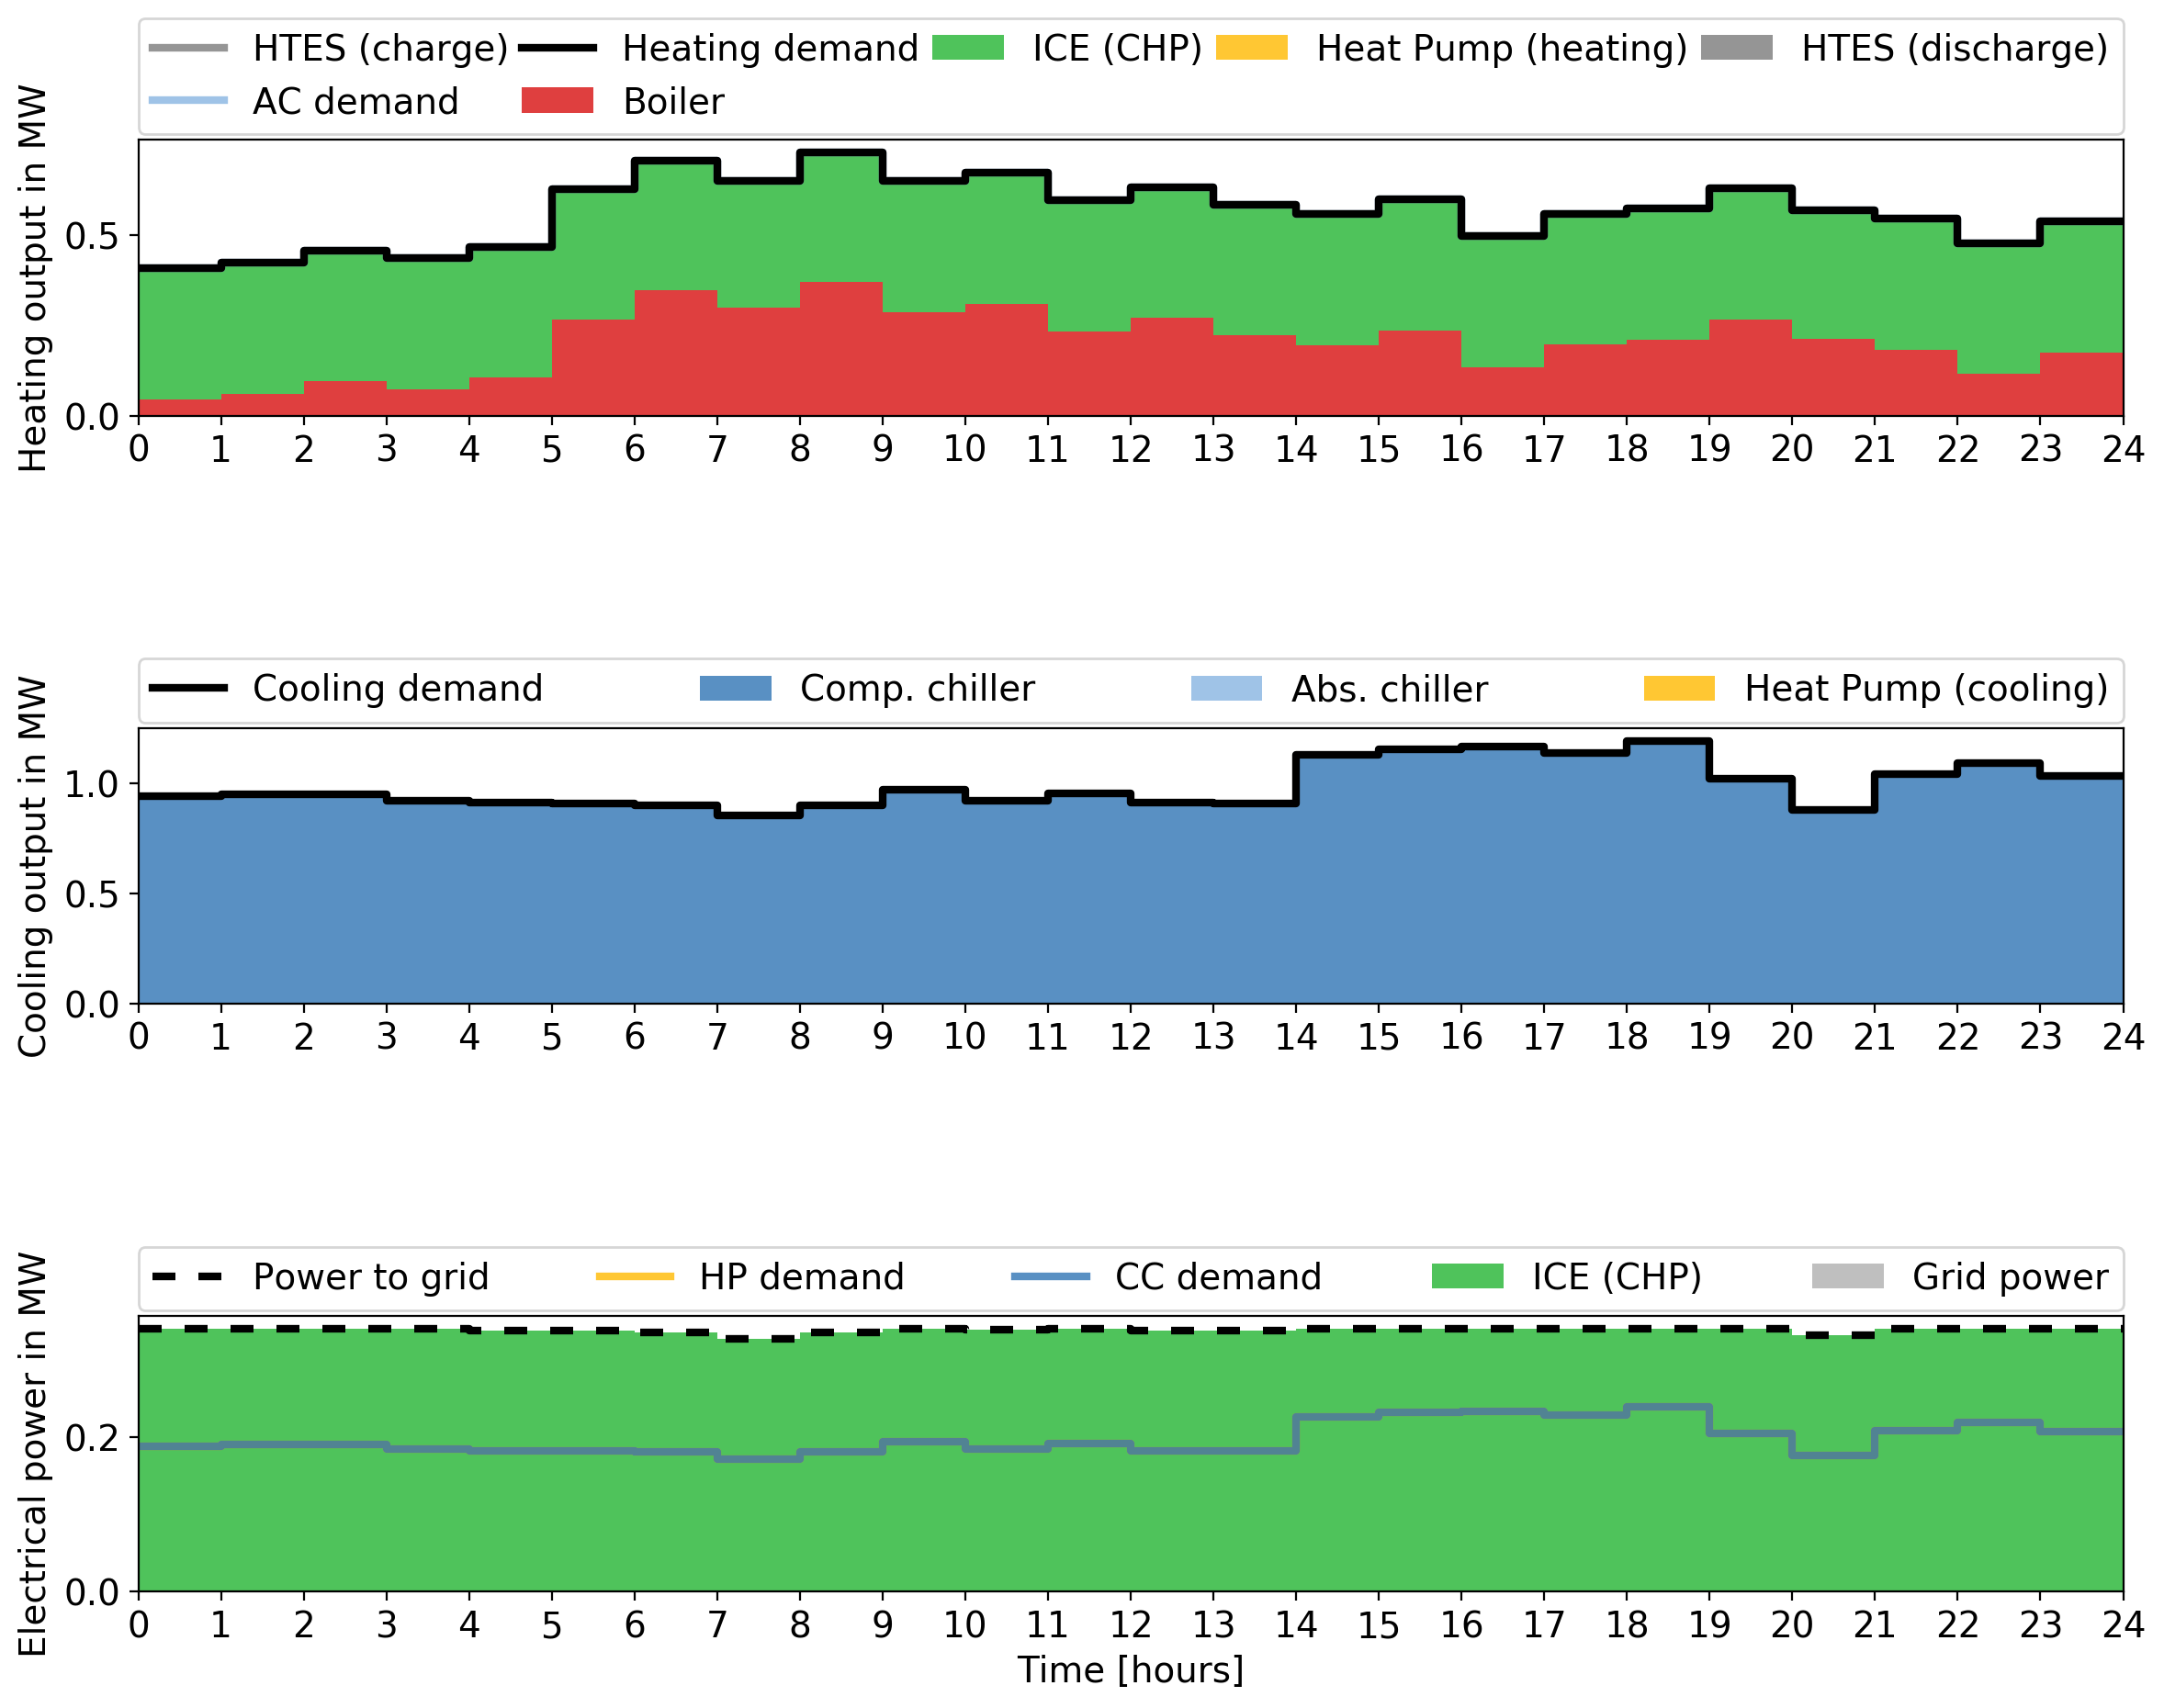 HTES (charge) Heating demand ICE (CHP) Heat Pump (heating) HTES (discharge)
AC demand Boiler
Heating output in MW
0.5
0.0
0 1 2 3 4 5 6 7 8 9 10 11 12 13 14 15 16 17 18 19 20 21 22 23 24
Cooling demand Comp. chiller Abs. chiller Heat Pump (cooling)
Cooling output in MW
1.0
0.5
0.0
0 1 2 3 4 5 6 7 8 9 10 11 12 13 14 15 16 17 18 19 20 21 22 23 24
Power to grid HP demand CC demand ICE (CHP) Grid power
Electrical power in MW
0.2
0.0
0 1 2 3 4 5 6 7 8 9 10 11 12 13 14 15 16 17 18 19 20 21 22 23 24
Time [hours]